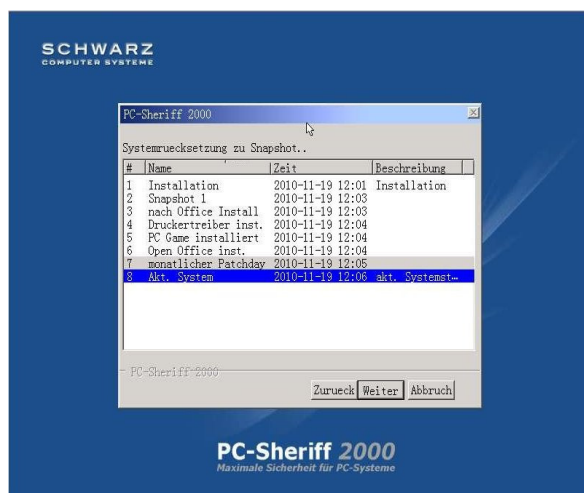 SCHWARZ
COMPUTER SYSTEME
PC-Sheriff 2000
Systemruecksetzung zu Snapshot..
# Name Zeit Beschreibung
1 Installation 2010-11-19 12:01 Installation
2 Snapshot 1 2010-11-19 12:03
3 nach Office Install 2010-11-19 12:03
4 Druckertreiber inst. 2010-11-19 12:04
5 PC Game installiert 2010-11-19 12:04
6 Open Office inst. 2010-11-19 12:04
7 monatlicher Patchday 2010-11-19 12:05
8 Akt. System 2010-11-19 12:06 akt. Systemst…
PC-Sheriff 2000
Zurueck Weiter Abbruch
PC-Sheriff 2000
Maximale Sicherheit für PC-Systeme